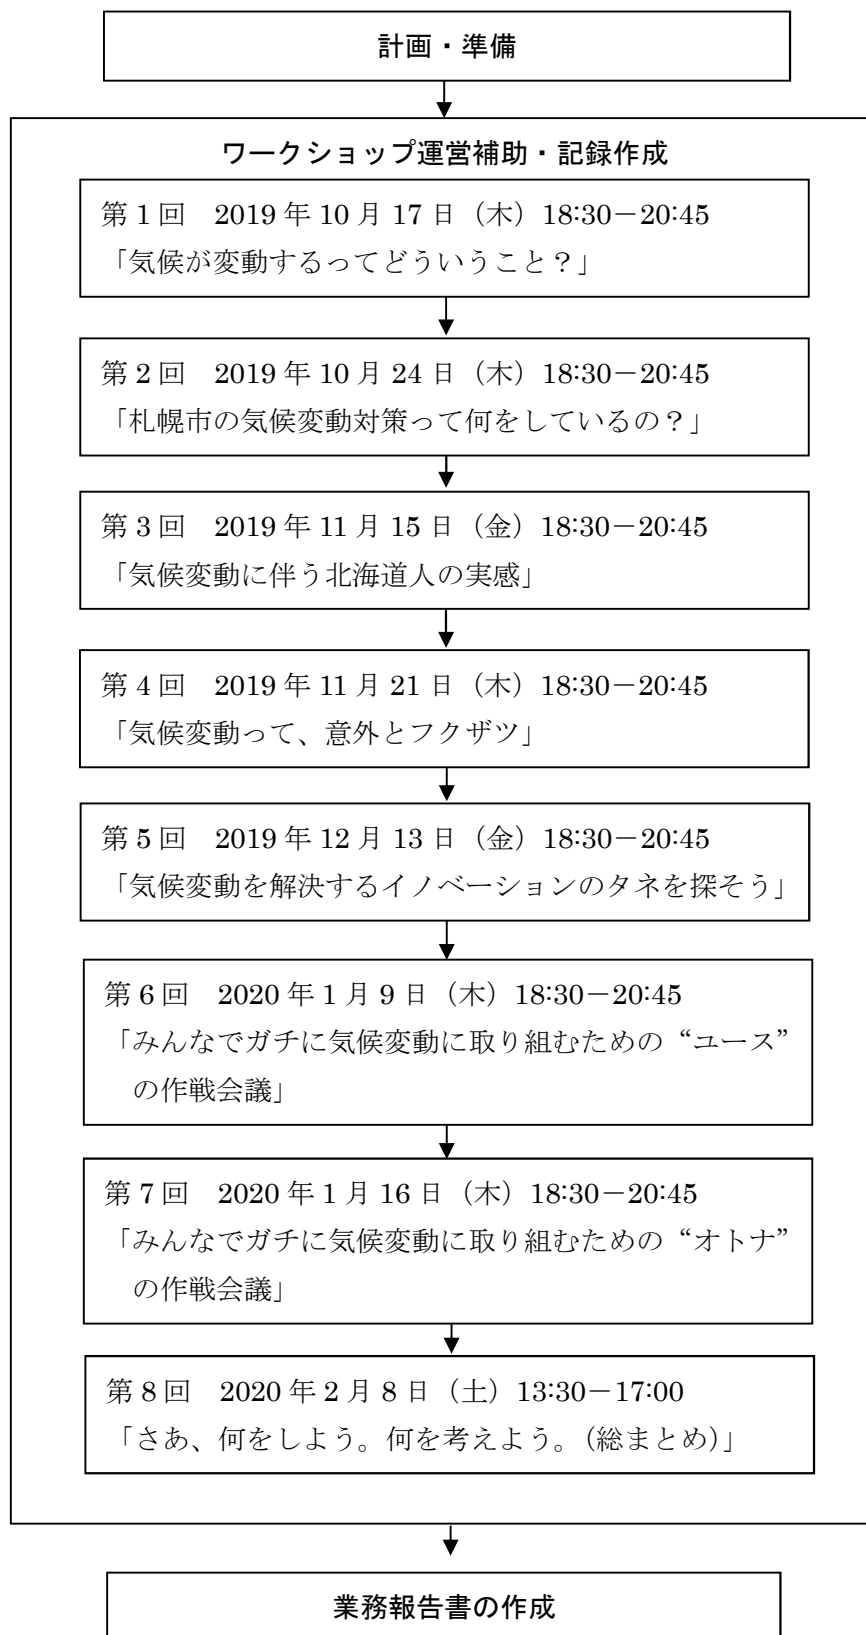 計画・準備
ワークショップ運営補助・記録作成
第1回　2019年10月17日（木）18:30－20:45
「気候が変動するってどういうこと？」
第2回　2019年10月24日（木）18:30－20:45
「札幌市の気候変動対策って何をしているの？」
第3回　2019年11月15日（金）18:30－20:45
「気候変動に伴う北海道人の実感」
第4回　2019年11月21日（木）18:30－20:45
「気候変動って、意外とフクザツ」
第5回　2019年12月13日（金）18:30－20:45
「気候変動を解決するイノベーションのタネを探そう」
第6回　2020年1月9日（木）18:30－20:45
「みんなでガチに気候変動に取り組むための“ユース”
の作戦会議」
第7回　2020年1月16日（木）18:30－20:45
「みんなでガチに気候変動に取り組むための“オトナ”
の作戦会議」
第8回　2020年2月8日（土）13:30－17:00
「さあ、何をしよう。何を考えよう。（総まとめ）」
業務報告書の作成